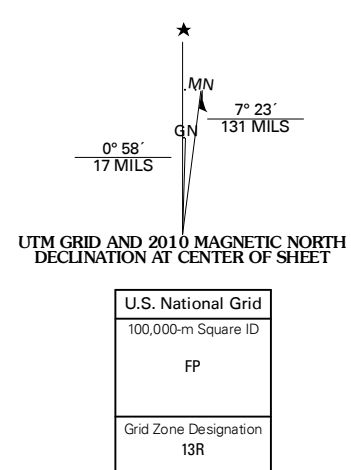 MN
7° 23´
131 MILS
GN
0° 58´
17 MILS
UTM GRID AND 2010 MAGNETIC NORTH
DECLINATION AT CENTER OF SHEET
U.S. National Grid
100,000-m Square ID
FP
Grid Zone Designation
13R